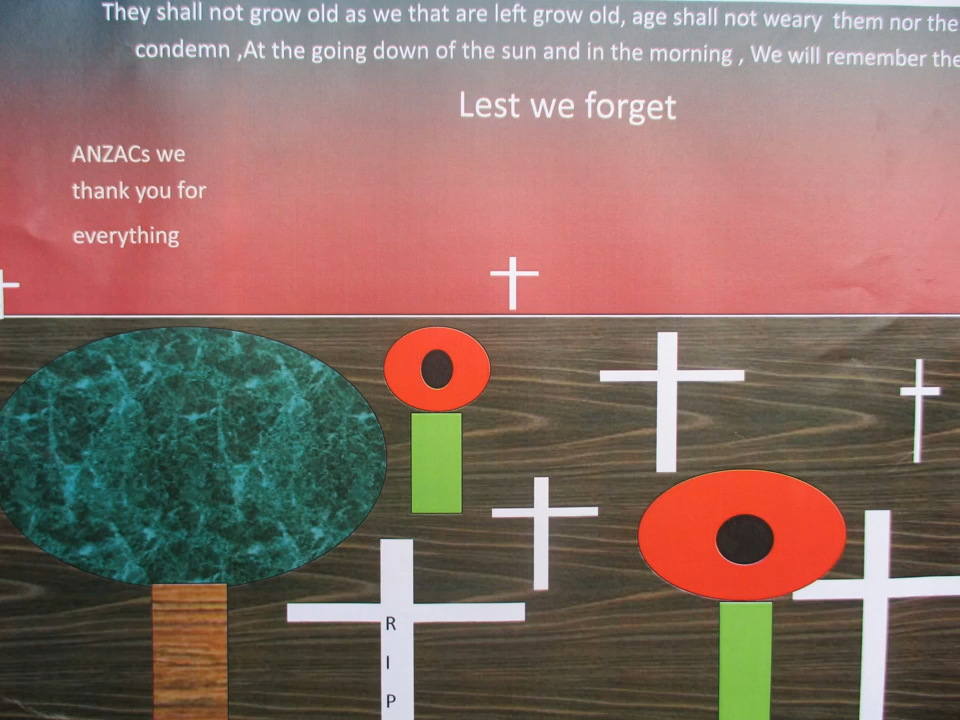 They shall not grow old as we that are left grow old, age shall not weary them nor the
condemn ,At the going down of the sun and in the morning , We will remember the
Lest we forget
ANZACs we
thank you for
everything
R
I
P